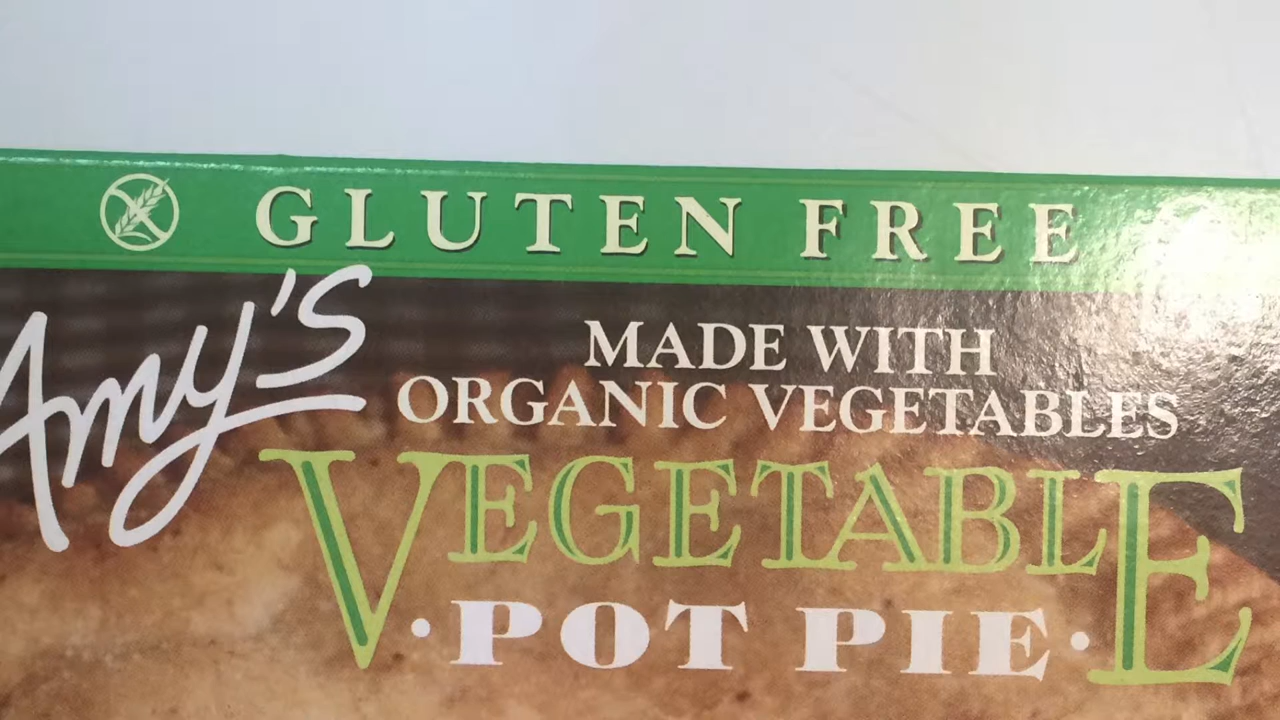 GLUTEN FREE
Amy's
MADE WITH
ORGANIC VEGETABLES
VEGETABLE
·POT PIE·